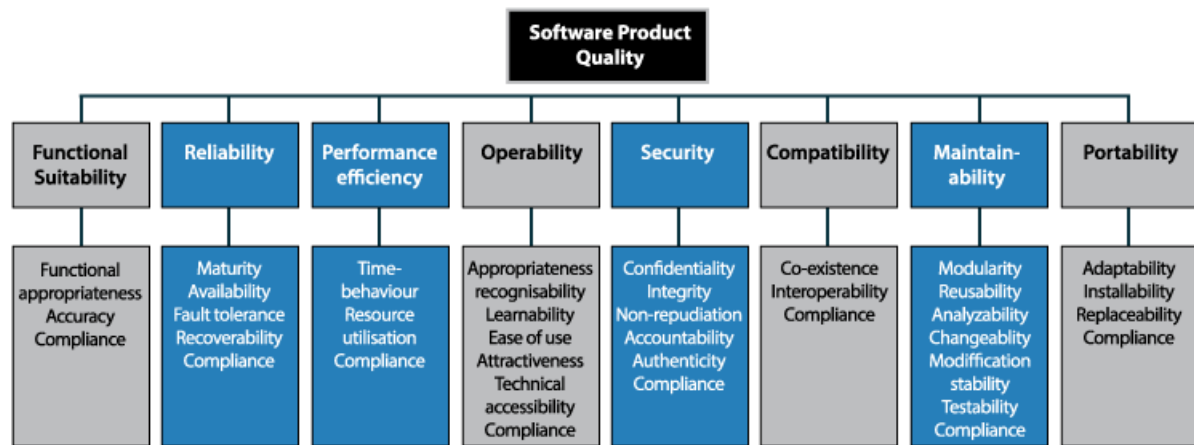 Software Product
Quality
Functional
Suitability
Reliability
Performance
efficiency
Operability
Security
Compatibility
Maintain-
ability
Portability
Functional
appropriateness
Accuracy
Compliance
Maturity
Availability
Fault tolerance
Recoverability
Compliance
Time-
behaviour
Resource
utilisation
Compliance
Appropriateness
recognisability
Learnability
Ease of use
Attractiveness
Technical
accessibility
Compliance
Confidentiality
Integrity
Non-repudiation
Accountability
Authenticity
Compliance
Co-existence
Interoperability
Compliance
Modularity
Reusability
Analyzability
Changeablity
Modiffication
stability
Testability
Compliance
Adaptability
Installability
Replaceability
Compliance